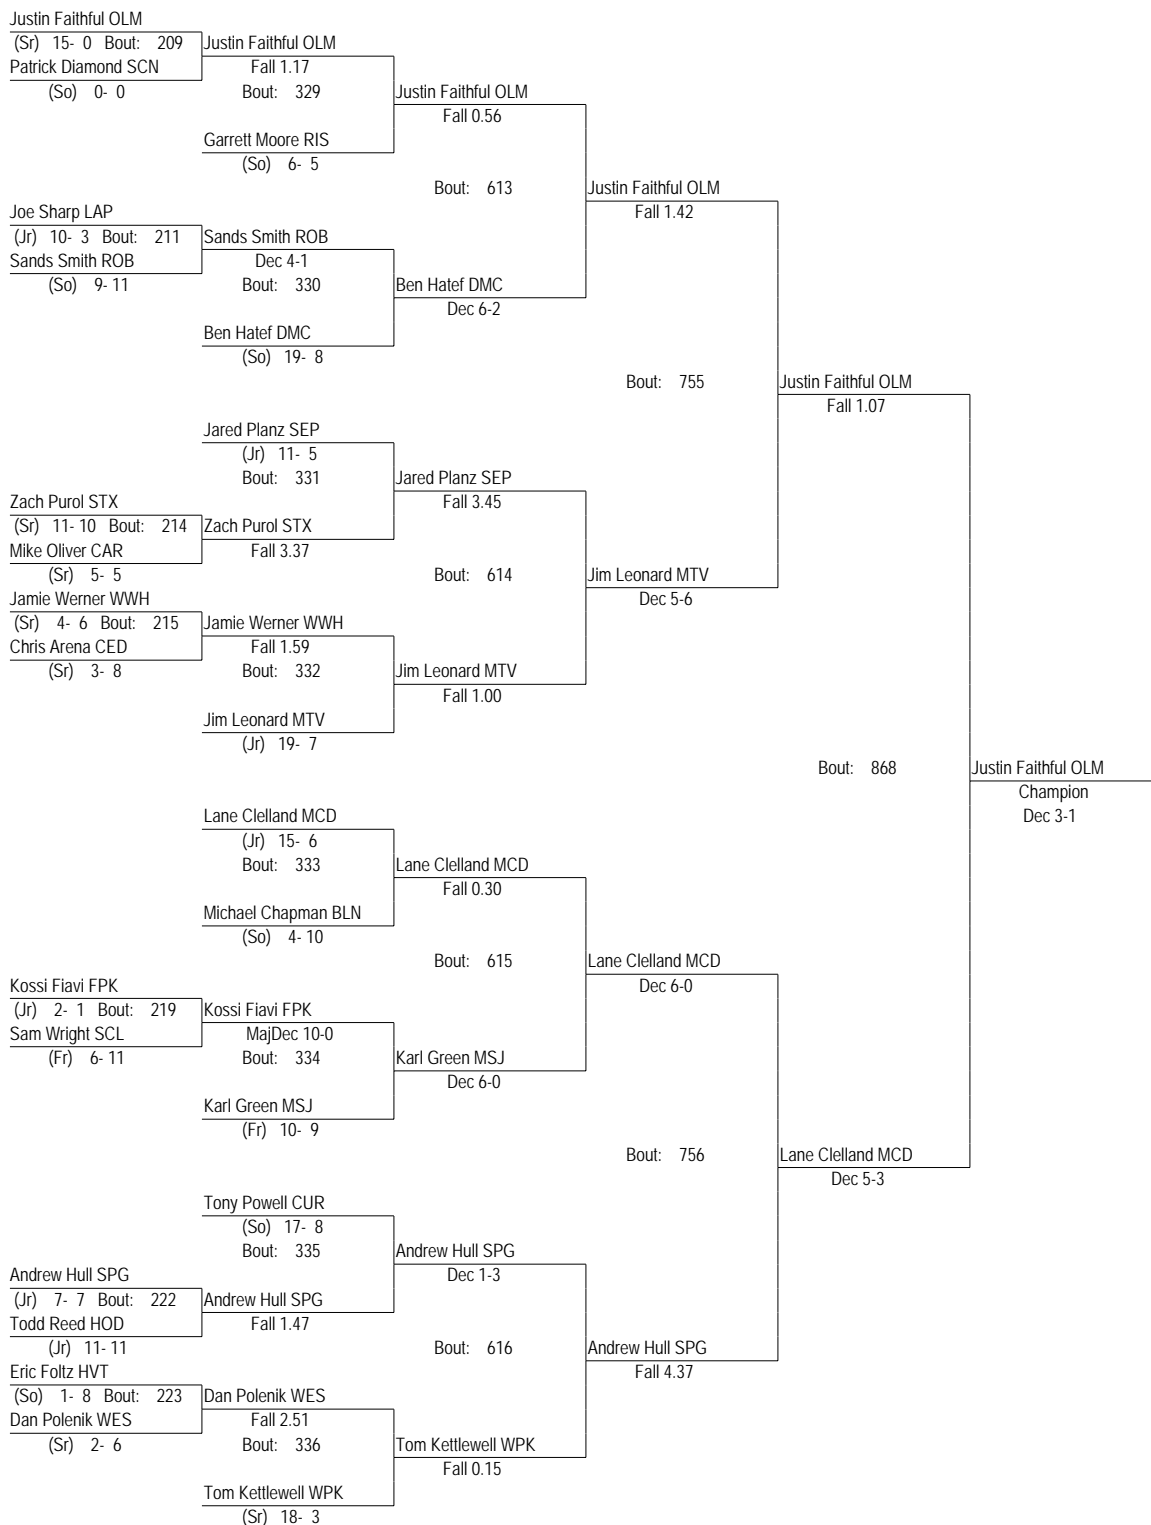 Justin Faithful OLM
(Sr) 15- 0 Bout: 209
Justin Faithful OLM
Patrick Diamond SCN
Fall 1.17
(So) 0- 0
Bout: 329
Justin Faithful OLM
Fall 0.56
Garrett Moore RIS
(So) 6- 5
Bout: 613
Justin Faithful OLM
Fall 1.42
Joe Sharp LAP
(Jr) 10- 3 Bout: 211
Sands Smith ROB
Sands Smith ROB
Dec 4-1
(So) 9- 11
Bout: 330
Ben Hatef DMC
Dec 6-2
Ben Hatef DMC
(So) 19- 8
Bout: 755
Justin Faithful OLM
Fall 1.07
Jared Planz SEP
(Jr) 11- 5
Bout: 331
Jared Planz SEP
Fall 3.45
Zach Purol STX
(Sr) 11- 10 Bout: 214
Zach Purol STX
Mike Oliver CAR
Fall 3.37
(Sr) 5- 5
Bout: 614
Jim Leonard MTV
Dec 5-6
Jamie Werner WWH
(Sr) 4- 6 Bout: 215
Jamie Werner WWH
Chris Arena CED
Fall 1.59
(Sr) 3- 8
Bout: 332
Jim Leonard MTV
Fall 1.00
Jim Leonard MTV
(Jr) 19- 7
Bout: 868
Justin Faithful OLM
Champion
Dec 3-1
Lane Clelland MCD
(Jr) 15- 6
Bout: 333
Lane Clelland MCD
Fall 0.30
Michael Chapman BLN
(So) 4- 10
Bout: 615
Lane Clelland MCD
Dec 6-0
Kossi Fiavi FPK
(Jr) 2- 1 Bout: 219
Kossi Fiavi FPK
Sam Wright SCL
MajDec 10-0
(Fr) 6- 11
Bout: 334
Karl Green MSJ
Dec 6-0
Karl Green MSJ
(Fr) 10- 9
Bout: 756
Lane Clelland MCD
Dec 5-3
Tony Powell CUR
(So) 17- 8
Bout: 335
Andrew Hull SPG
Dec 1-3
Andrew Hull SPG
(Jr) 7- 7 Bout: 222
Andrew Hull SPG
Todd Reed HOD
Fall 1.47
(Jr) 11- 11
Bout: 616
Andrew Hull SPG
Fall 4.37
Eric Foltz HVT
(So) 1- 8 Bout: 223
Dan Polenik WES
Dan Polenik WES
Fall 2.51
(Sr) 2- 6
Bout: 336
Tom Kettlewell WPK
Fall 0.15
Tom Kettlewell WPK
(Sr) 18- 3